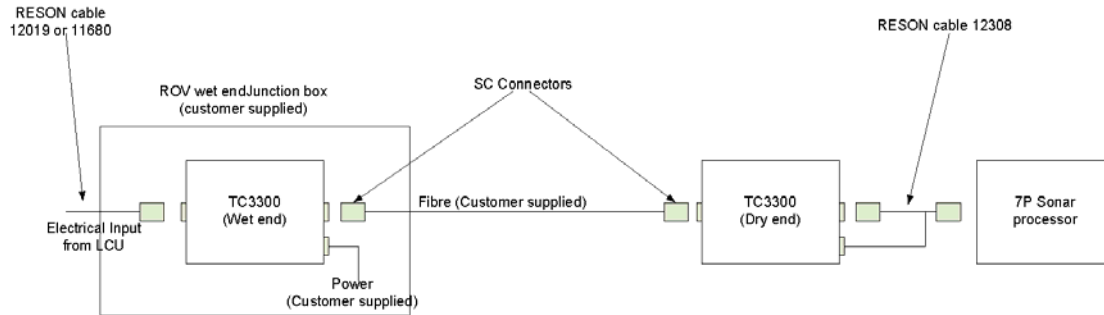 RESON cable
12019 or 11680
RESON cable 12308
ROV wet endJunction box
(customer supplied)
SC Connectors
TC3300
(Wet end)
Fibre (Customer supplied)
TC3300
(Dry end)
7P Sonar
processor
Electrical Input
from LCU
Power
(Customer supplied)